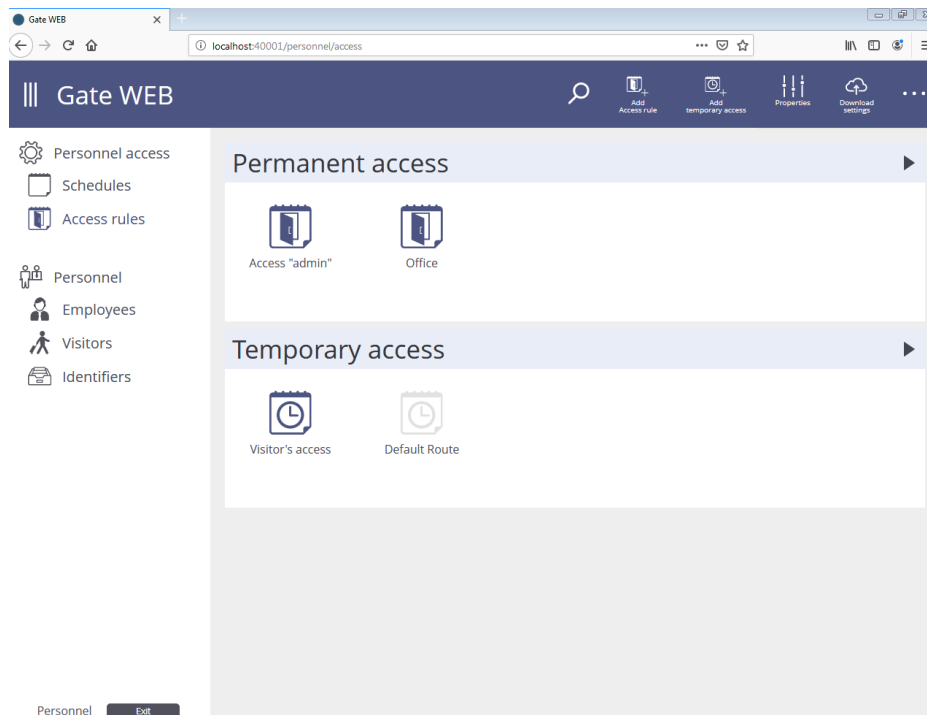 Gate WEB
localhost:40001/personnel/access
Gate WEB
Add
Access rule
Add
temporary access
Properties
Download
settings
Personnel access
Schedules
Access rules
Personnel
Employees
Visitors
Identifiers
Permanent access
Access "admin"
Office
Temporary access
Visitor's access
Default Route
Personnel
Exit